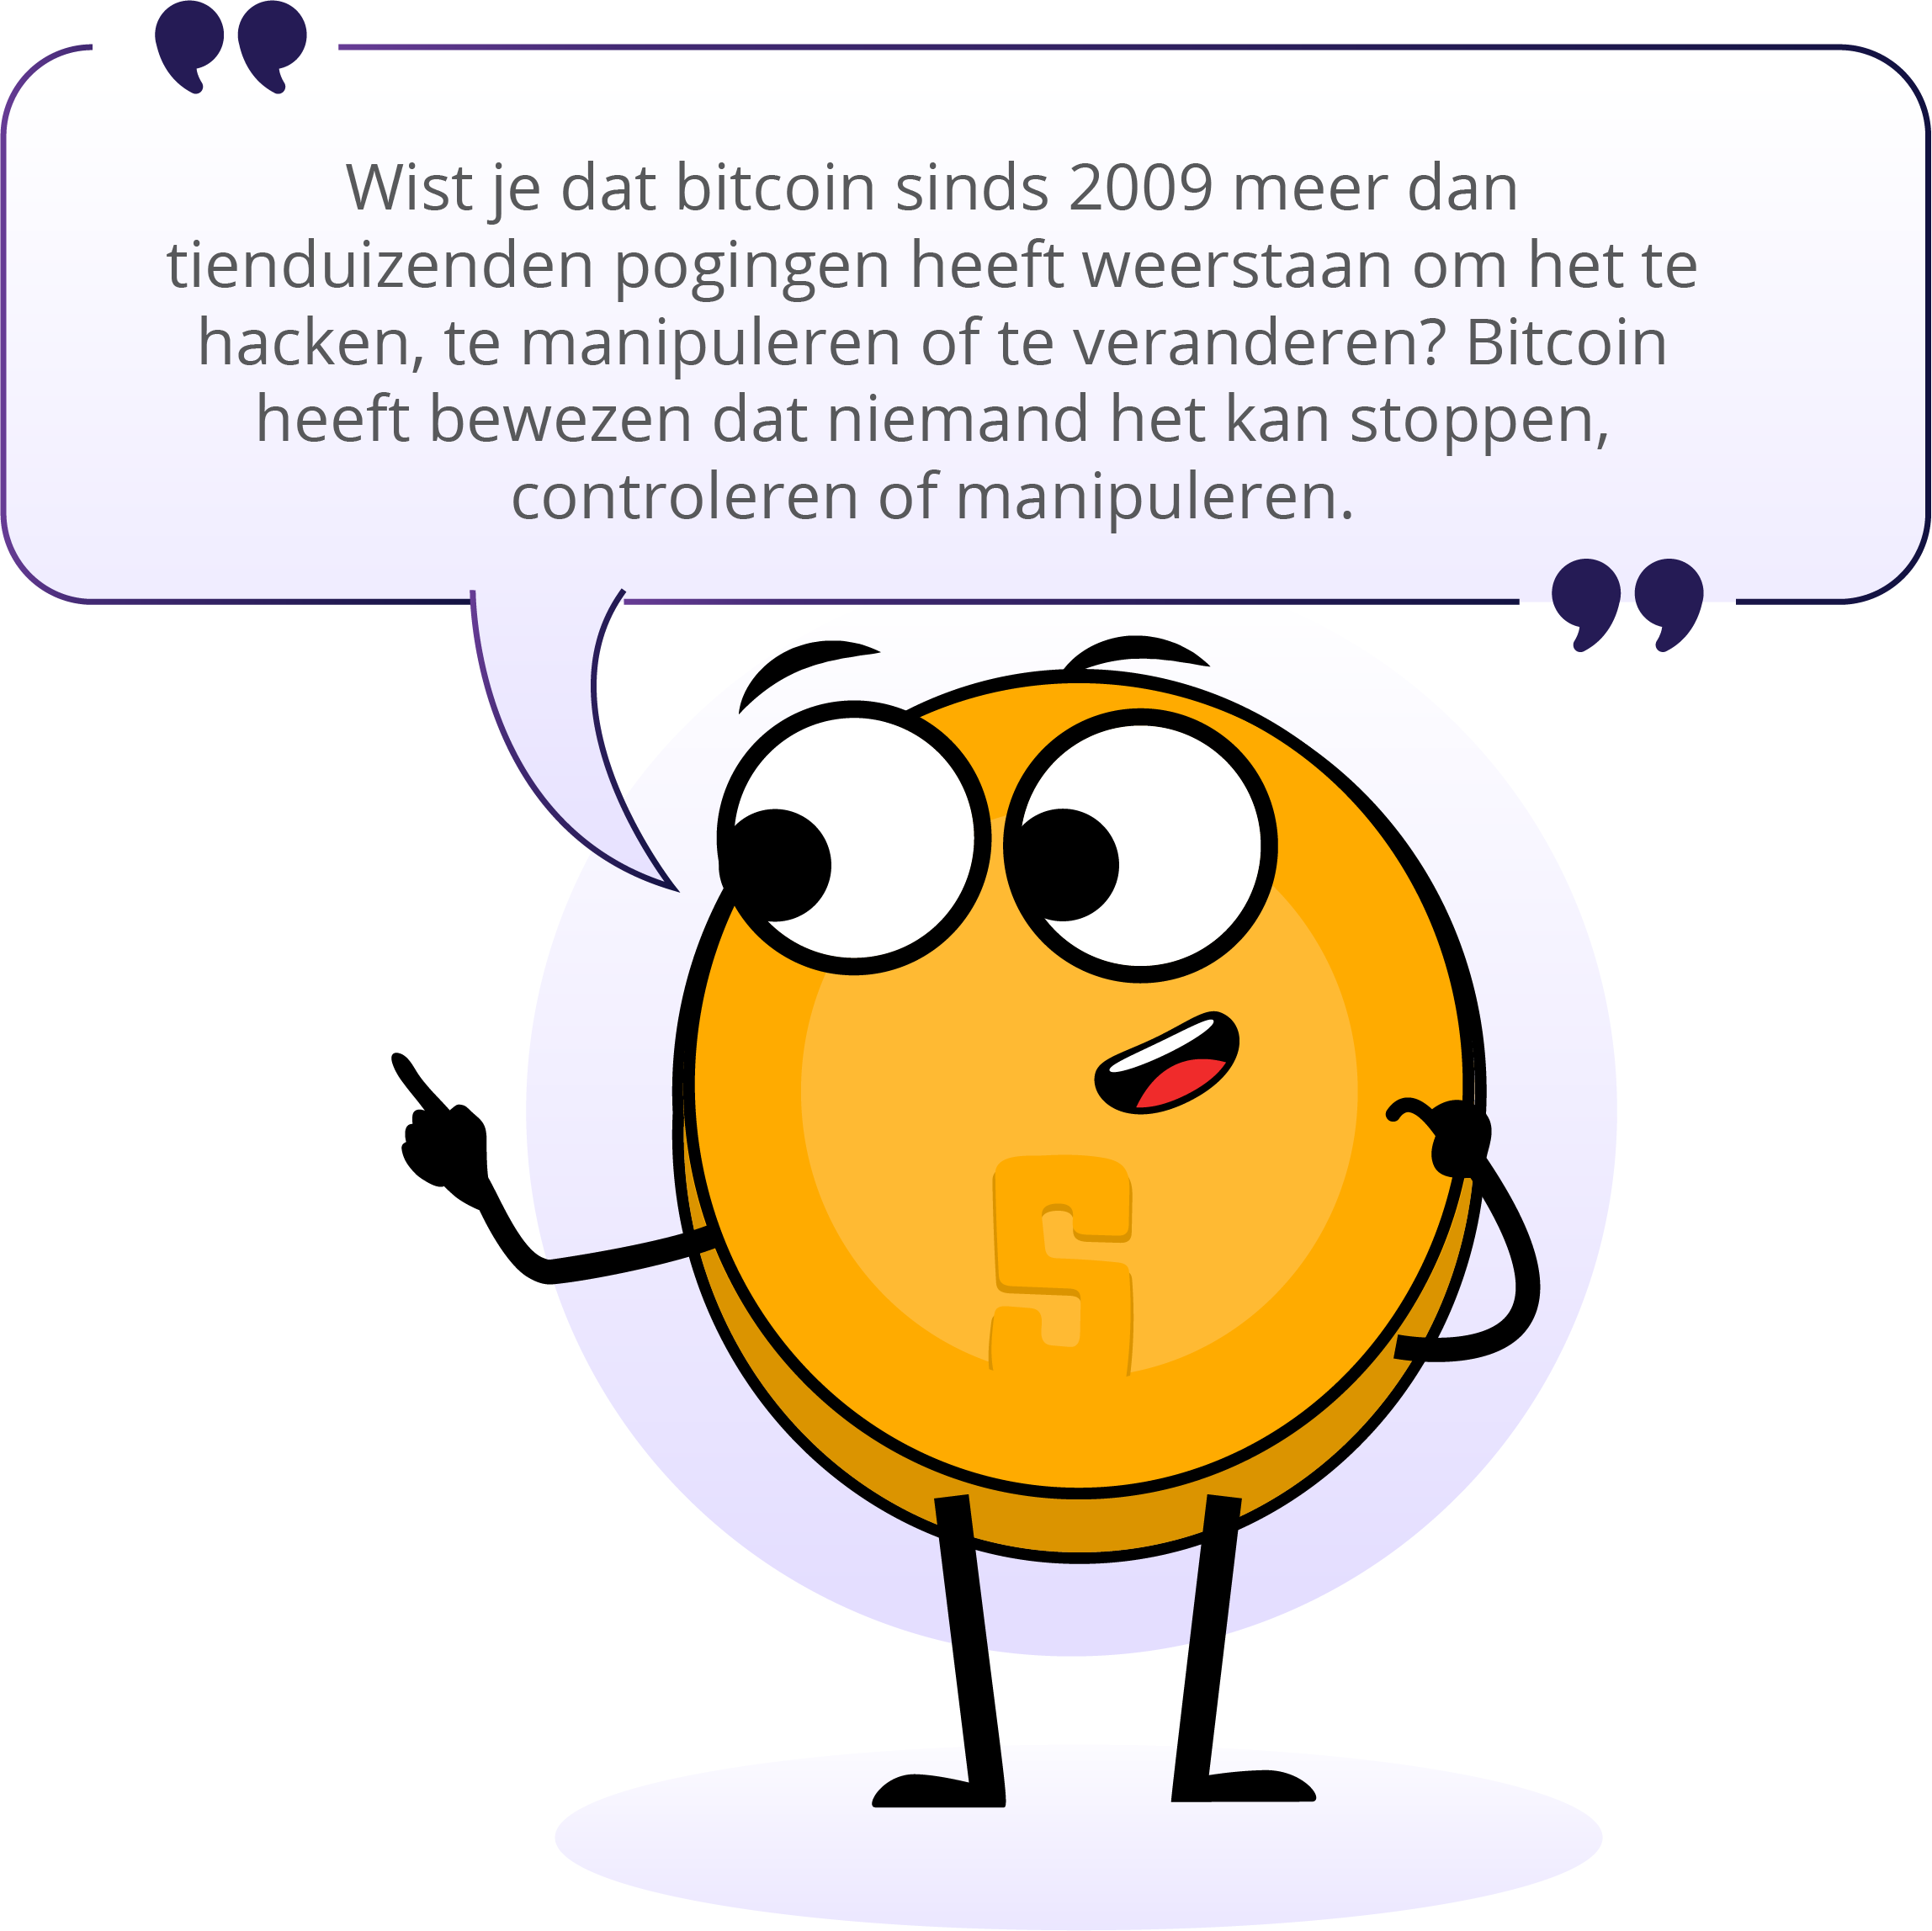 Wist je dat bitcoin sinds 2009 meer dan
tienduizenden pogingen heeft weerstaan om het te
hacken, te manipuleren of te veranderen? Bitcoin
heeft bewezen dat niemand het kan stoppen,
controleren of manipuleren.
S